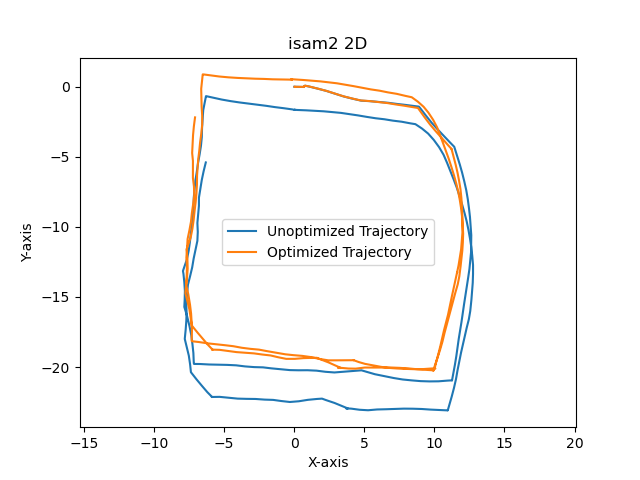 isam2 2D
Y-axis
0
−5
−10
−15
−20
Unoptimized Trajectory
Optimized Trajectory
−15
−10
−5
0
5
10
15
20
X-axis